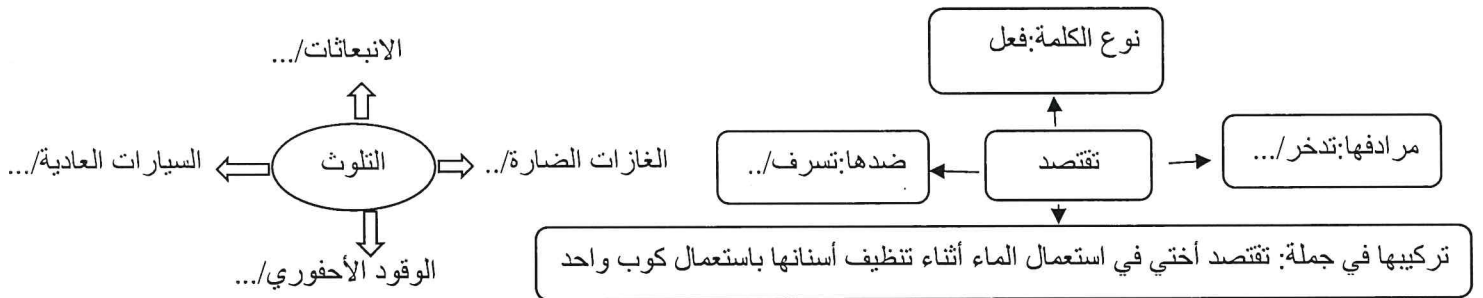 نوع الكلمة:فعل
مرادفها:تدخر/...
تقتصد
ضدها:تسرف/..
تركيبها في جملة: تقتصد أختي في استعمال الماء أثناء تنظيف أسنانها باستعمال كوب واحد
الانبعاثات/...
الغازات الضارة/..
التلوث
السيارات العادية/...
الوقود الأحفوري/...